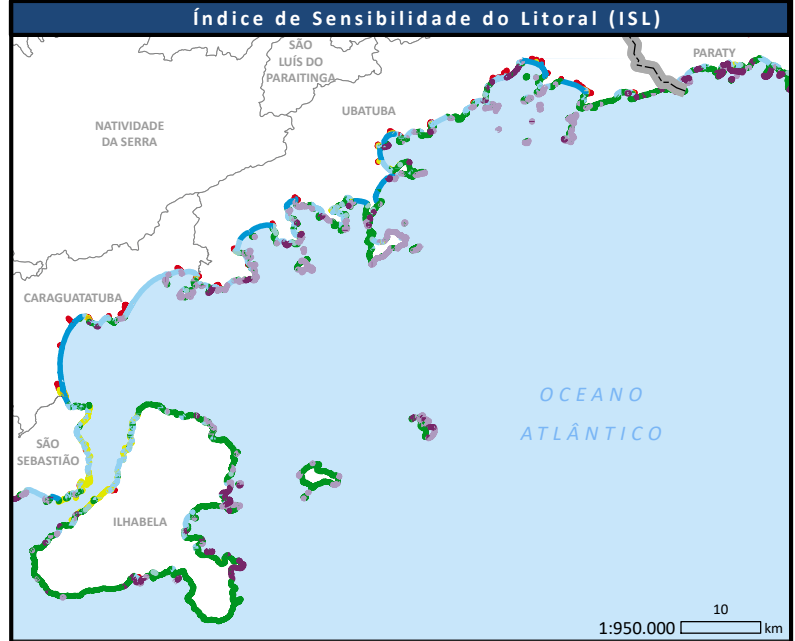 Índice de Sensibilidade do Litoral (ISL)
SÃO
LUÍS DO
PARAITINGA
PARATY
UBATUBA
NATIVIDADE
DA SERRA
CARAGUATATUBA
OCEANO
ATLÂNTICO
SÃO
SEBASTIÃO
ILHABELA
10
1:950.000 km